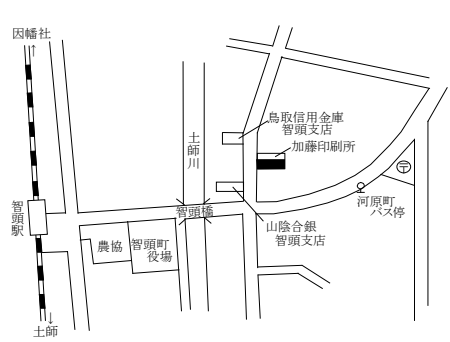 因幡社
↑
鳥取信用金庫
智頭支店
加藤印刷所
土師川
〒
智頭駅
智頭橋
河原町
バス停
山陰合銀
智頭支店
農協
智頭町
役場
↓
土師